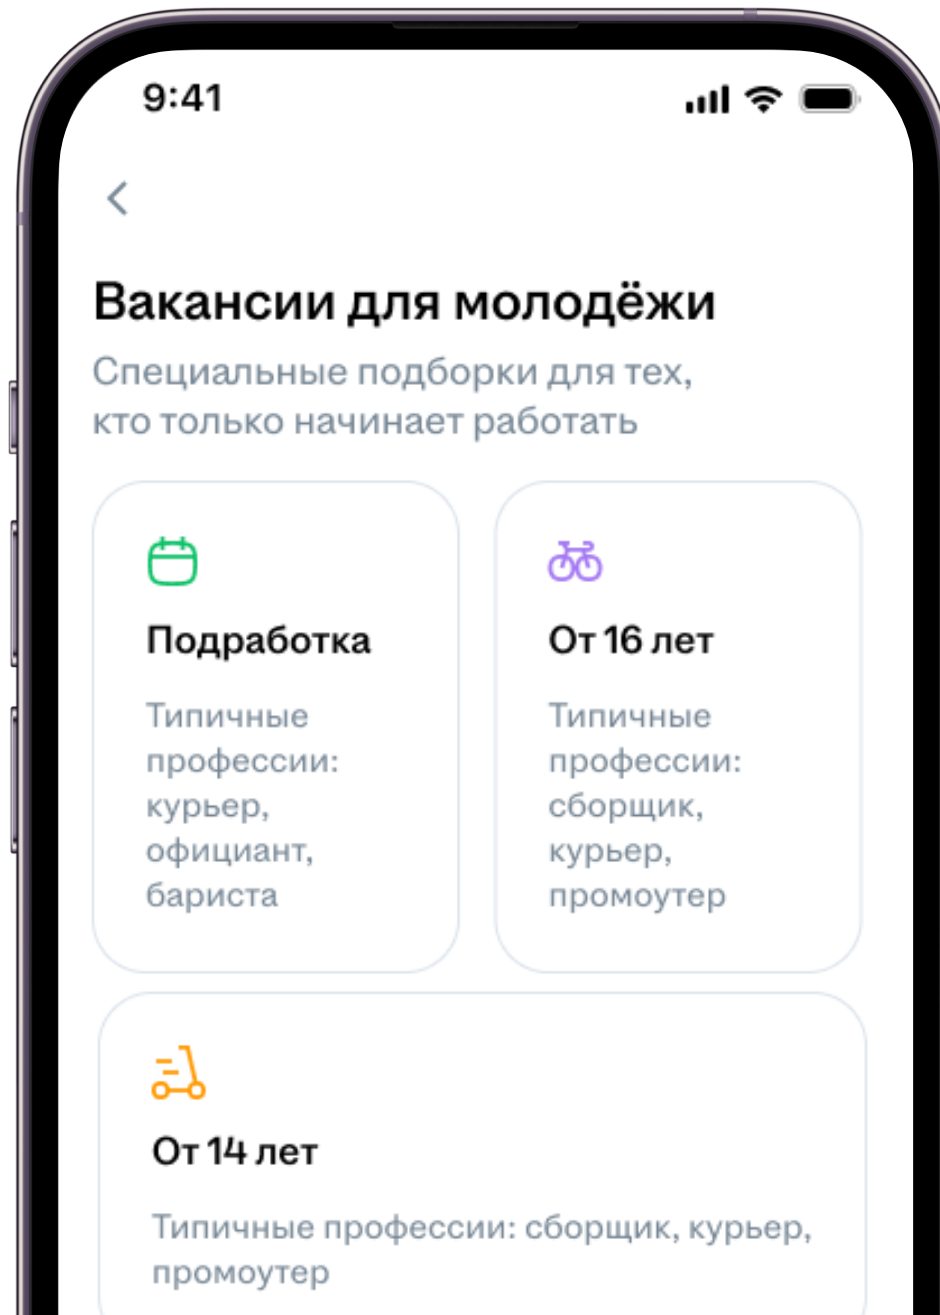 9:41
Вакансии для молодёжи
Специальные подборки для тех,
кто только начинает работать
Подработка
Типичные
профессии:
курьер,
официант,
бариста
От 16 лет
Типичные
профессии:
сборщик,
курьер,
промоутер
От 14 лет
Типичные профессии: сборщик, курьер,
промоутер